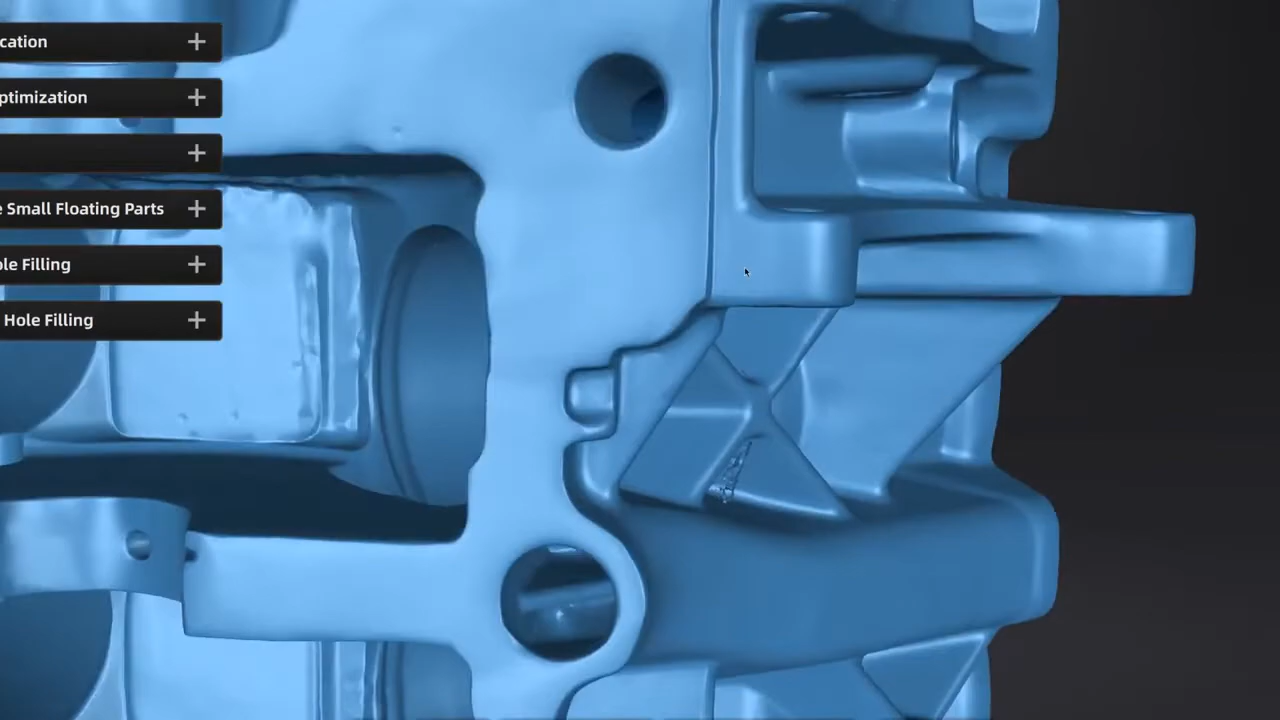 cation
ptimization
e Small Floating Parts
ole Filling
Hole Filling